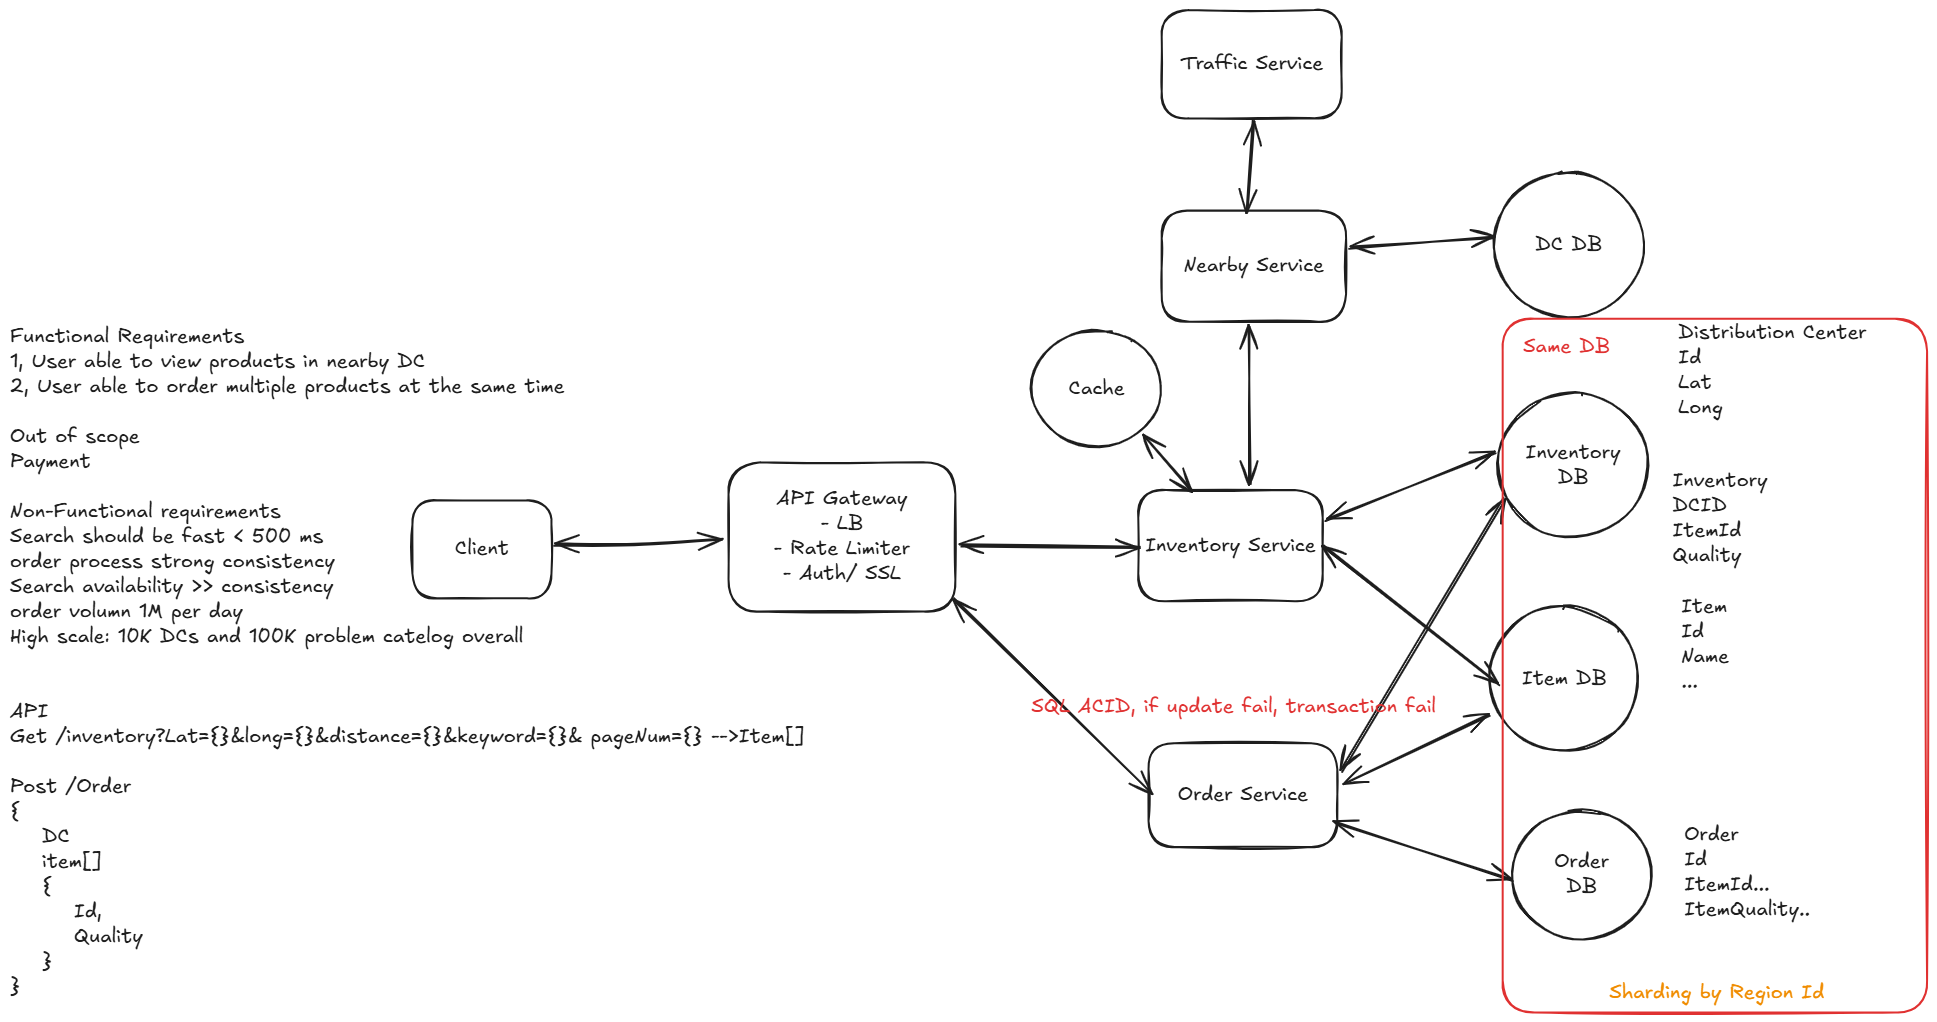 Functional Requirements
1, User able to view products in nearby DC
2, User able to order multiple products at the same time
Out of scope
Payment
Non-Functional requirements
Search should be fast < 500 ms
order process strong consistency
Search availability >> consistency
order volumn 1M per day
High scale: 10K DCs and 100K problem catelog overall
API
Get /inventory?Lat={}&long={}&distance={}&keyword={}& pageNum={} -->Item[]
Post /Order
{
DC
item[]
{
Id,
Quality
}
}
Client
API Gateway
- LB
- Rate Limiter
- Auth/ SSL
Traffic Service
Nearby Service
DC DB
Cache
Inventory Service
SQL ACID, if update fail, transaction fail
Order Service
Same DB
Inventory
DB
Item DB
Order
DB
Distribution Center
Id
Lat
Long
Inventory
DCID
ItemId
Quality
Item
Id
Name
...
Order
Id
ItemId...
ItemQuality..
Sharding by Region Id